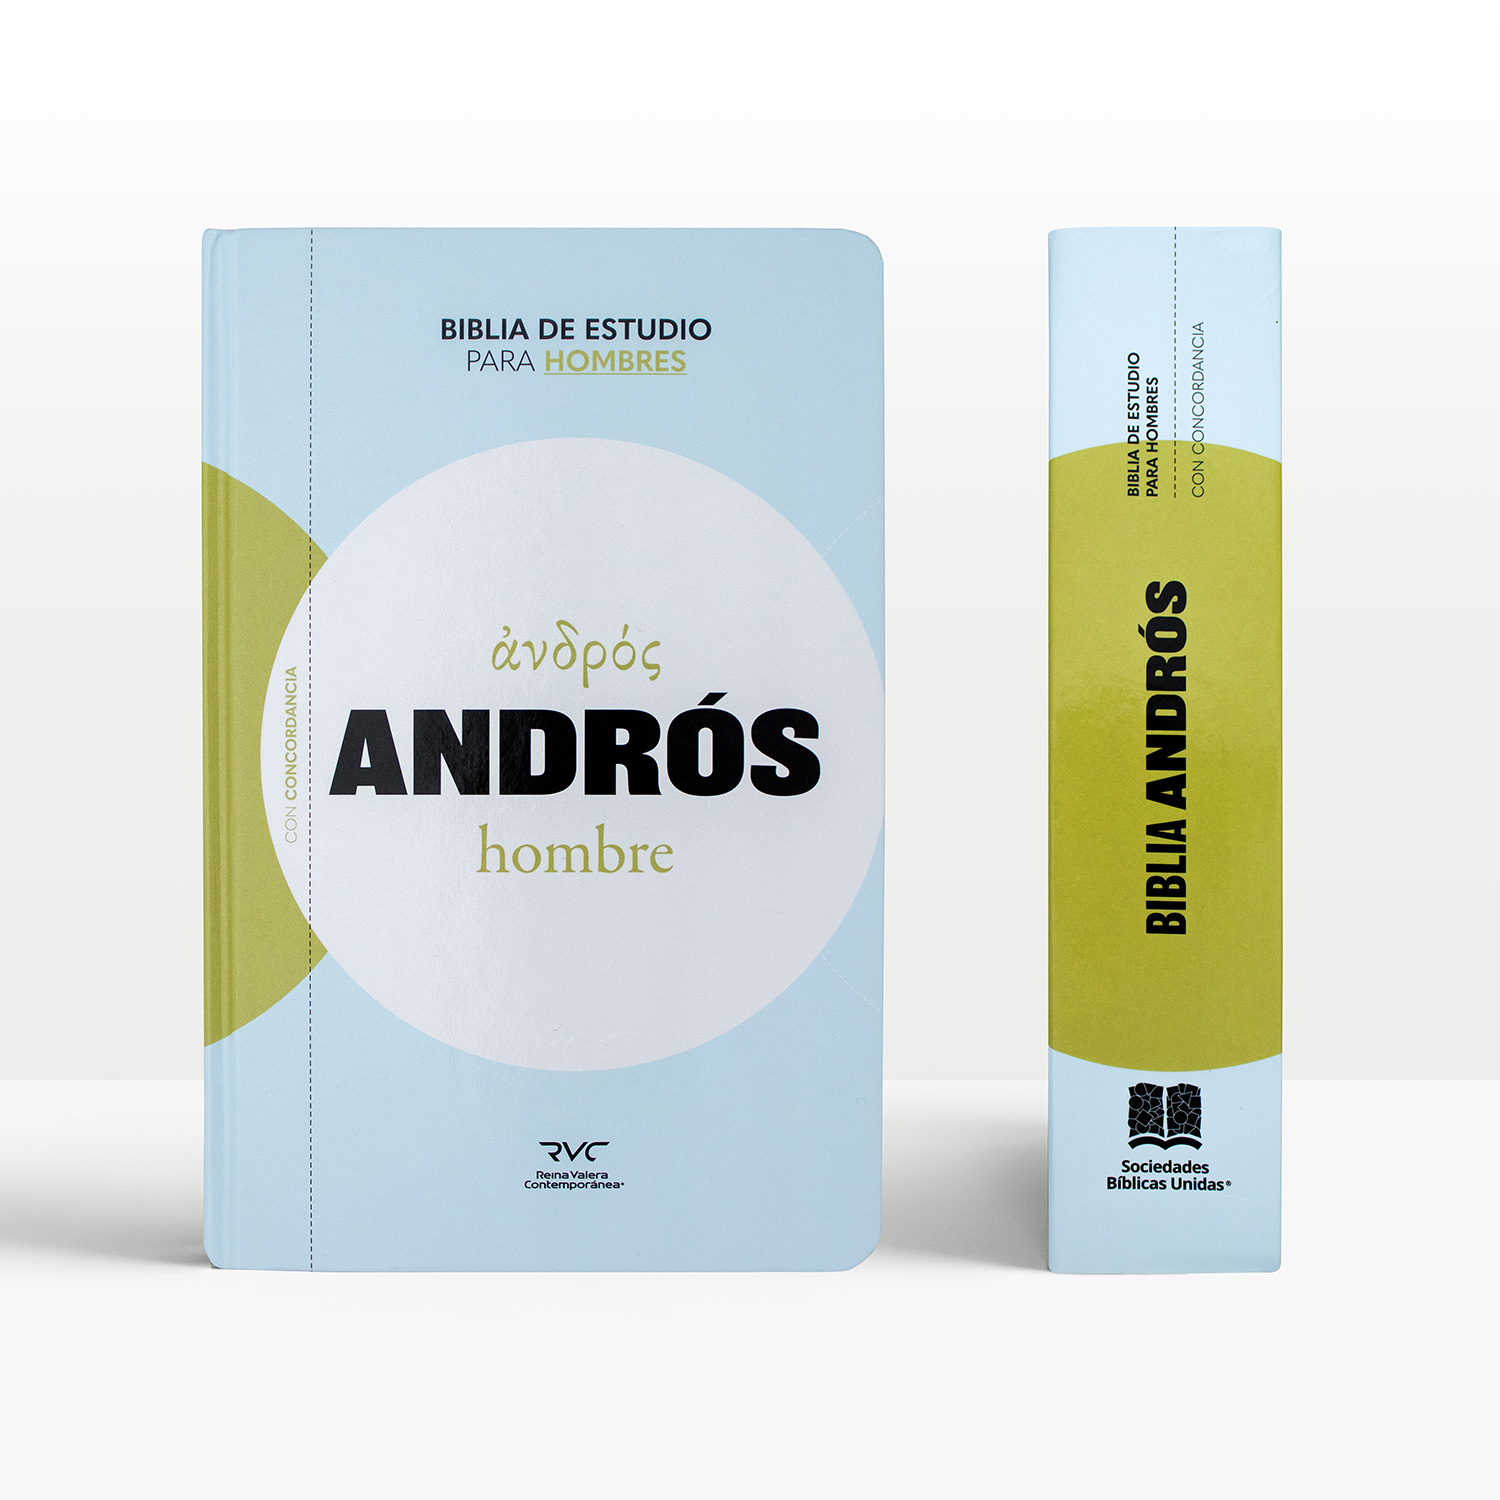 BIBLIA DE ESTUDIO
PARA HOMBRES
CON CONCORDANCIA
ἀνδρός
ANDRÓS
hombre
RVC
Reina Valera
Contemporánea®
BIBLIA DE ESTUDIO
PARA HOMBRES
CON CONCORDANCIA
BIBLIA ANDRÓS
Sociedades
Bíblicas Unidas®